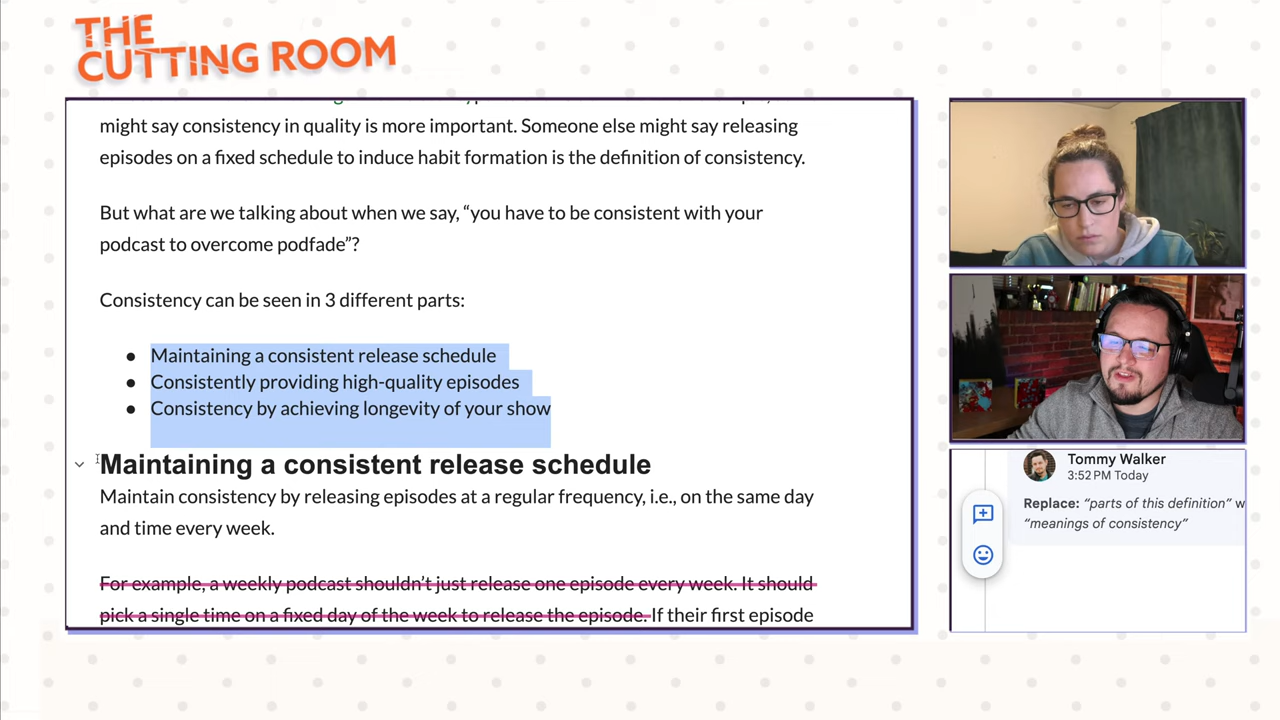 THE
CUTTING ROOM
might say consistency in quality is more important. Someone else might say releasing
episodes on a fixed schedule to induce habit formation is the definition of consistency.
But what are we talking about when we say, “you have to be consistent with your
podcast to overcome podfade”?
Consistency can be seen in 3 different parts:
● Maintaining a consistent release schedule
● Consistently providing high-quality episodes
● Consistency by achieving longevity of your show
Maintaining a consistent release schedule
Maintain consistency by releasing episodes at a regular frequency, i.e., on the same day
and time every week.
For example, a weekly podcast shouldn’t just release one episode every week. It should
pick a single time on a fixed day of the week to release the episode. If their first episode
Tommy Walker
3:52 PM Today
Replace: “parts of this definition” w
“meanings of consistency”